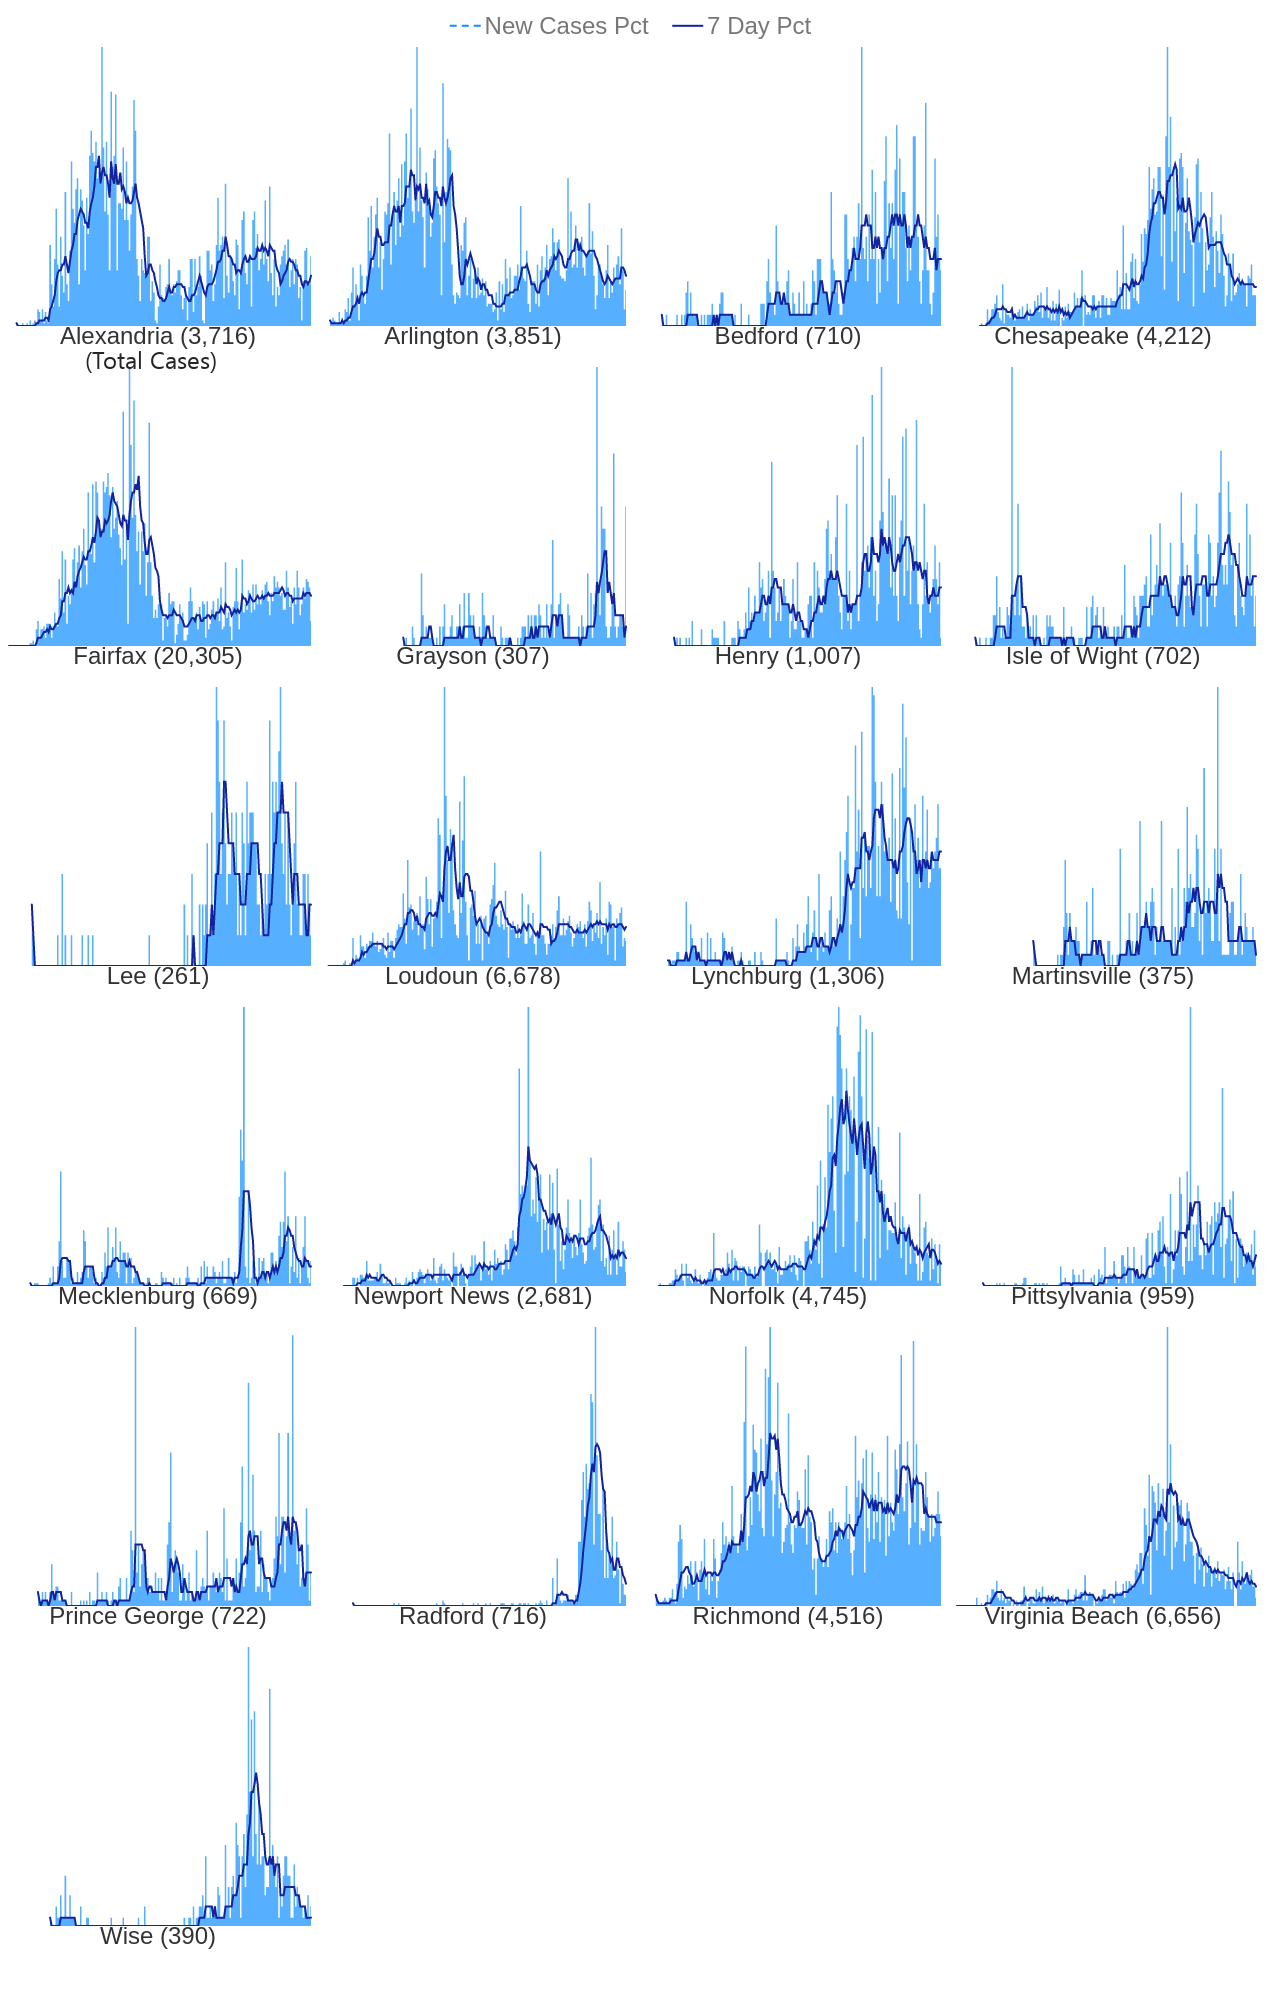 New Cases Pct 7 Day Pct
Alexandria (3,716) Arlington (3,851) Bedford (710) Chesapeake (4,212)
(Total Cases)
Fairfax (20,305) Grayson (307) Henry (1,007) Isle of Wight (702)
Lee (261) Loudoun (6,678) Lynchburg (1,306) Martinsville (375)
Mecklenburg (669) Newport News (2,681) Norfolk (4,745) Pittsylvania (959)
Prince George (722) Radford (716) Richmond (4,516) Virginia Beach (6,656)
Wise (390)